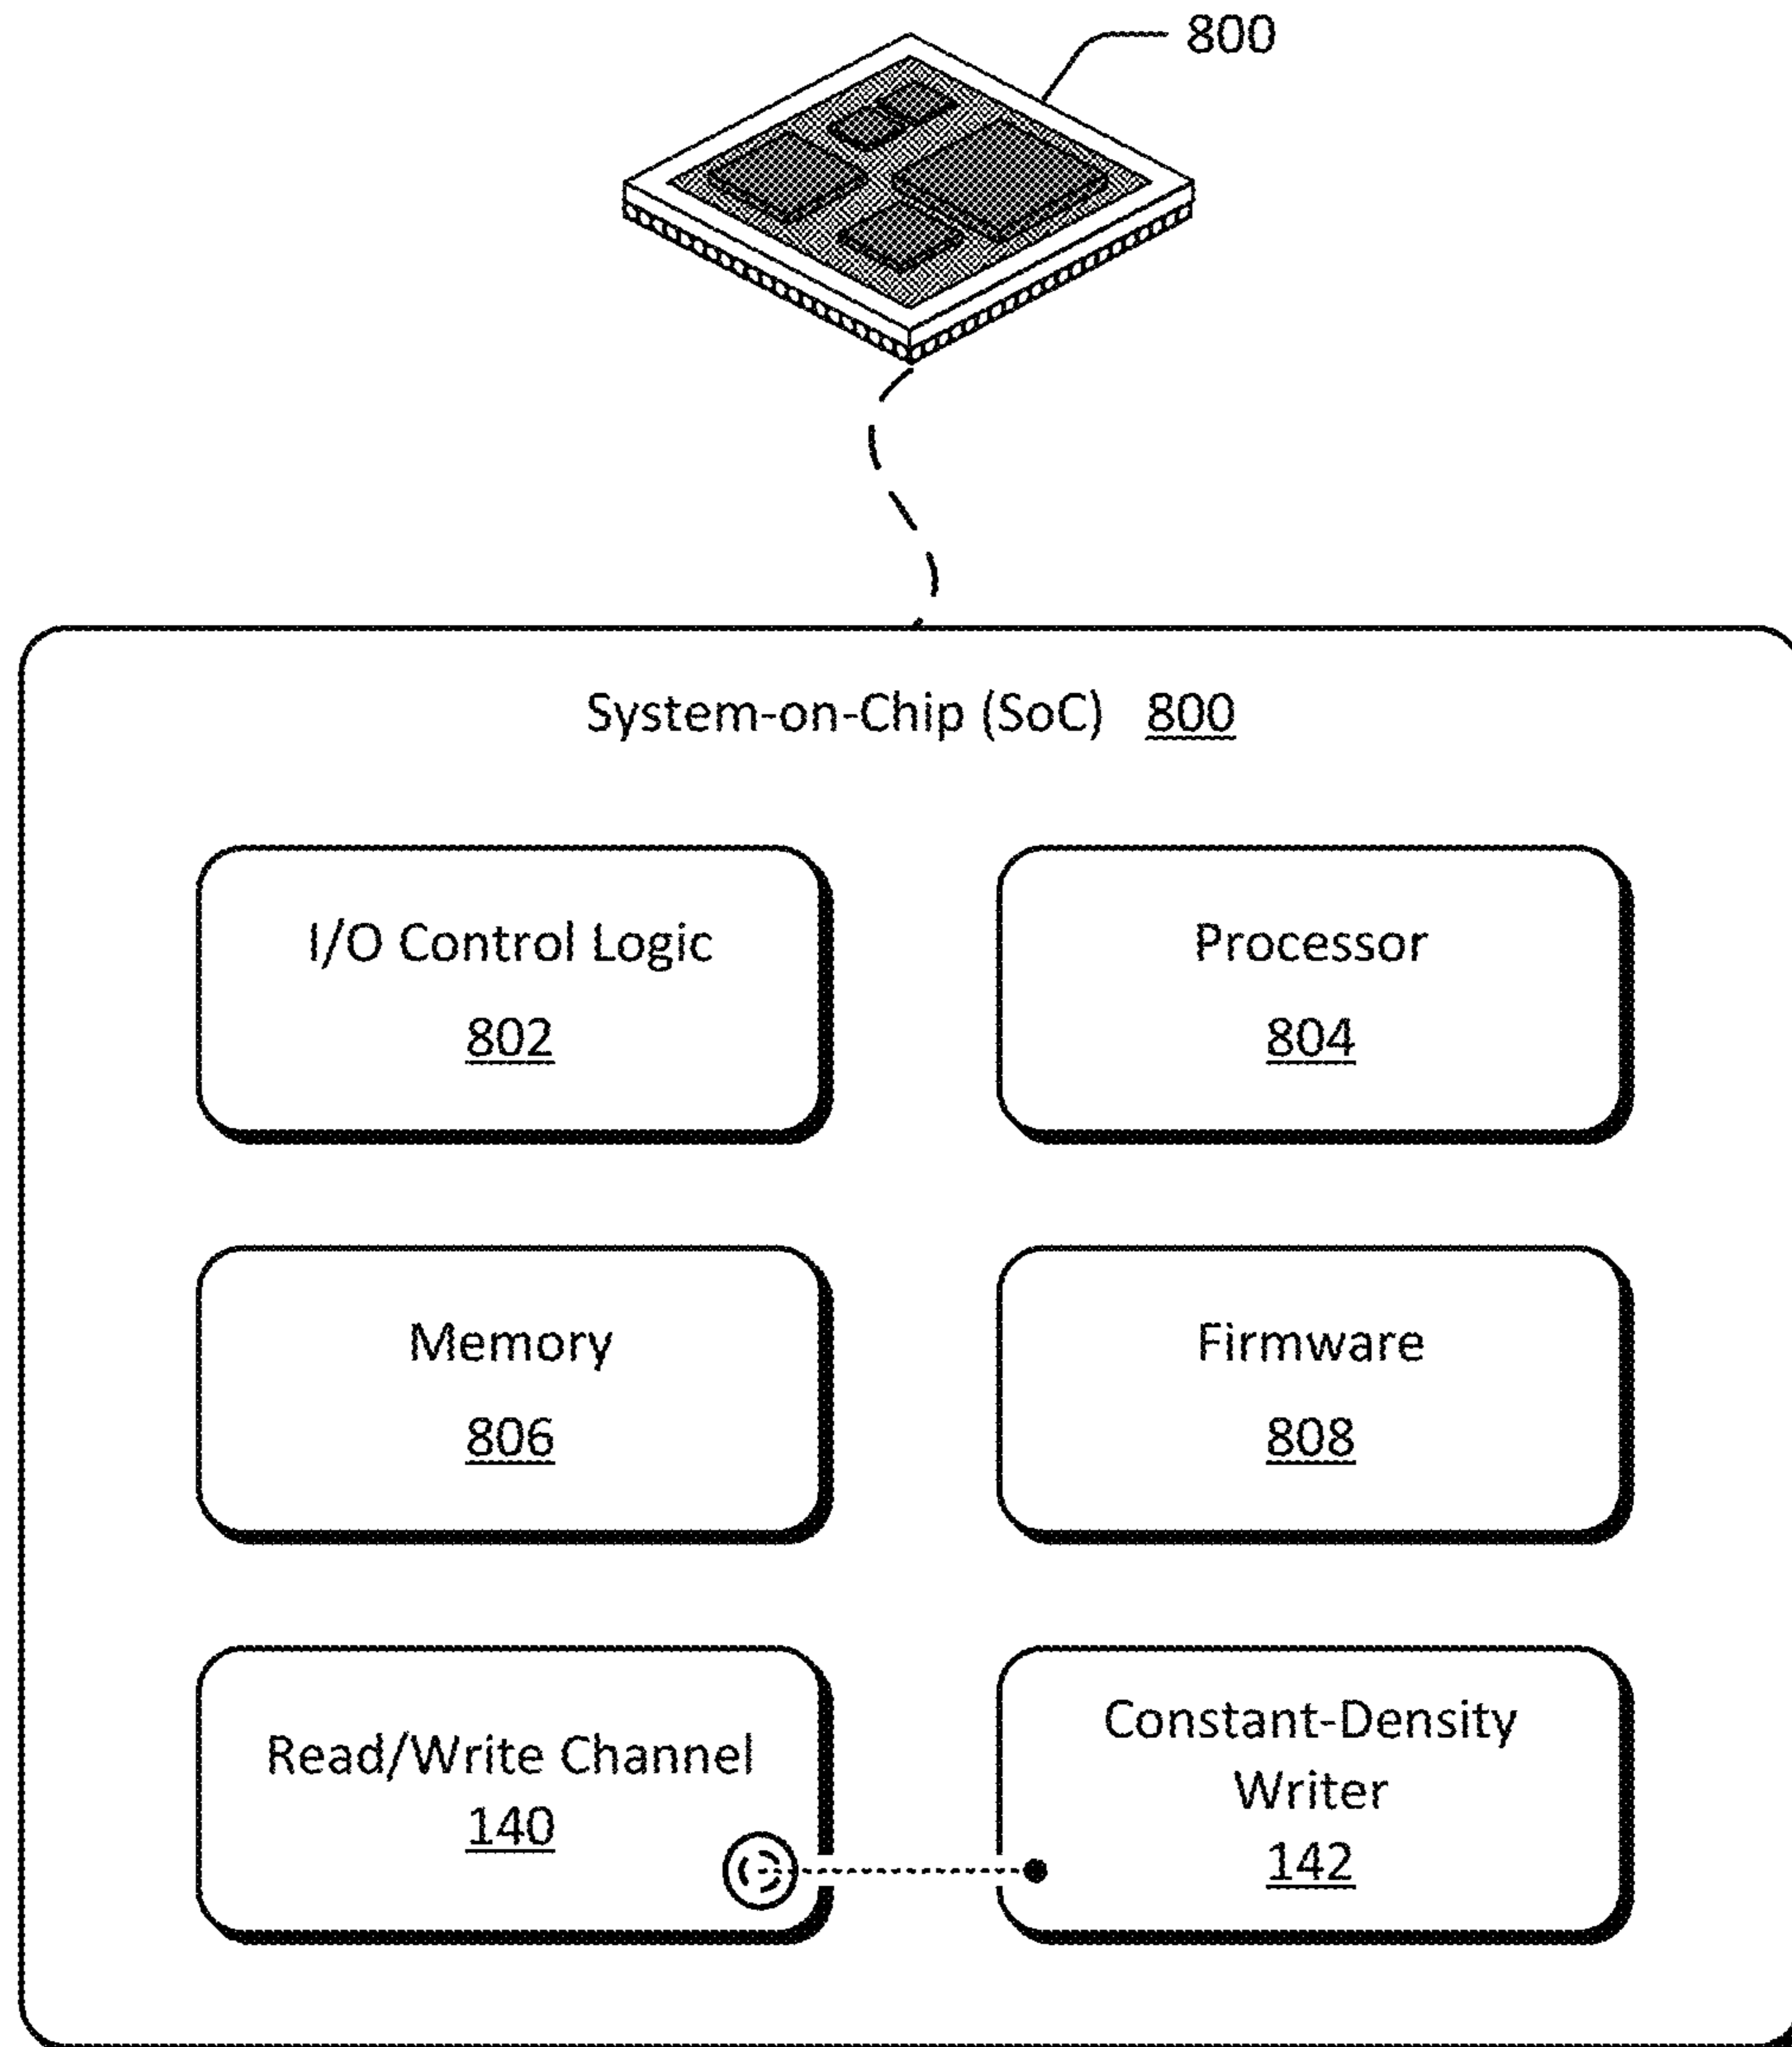 800
System-on-Chip (SoC) 800
I/O Control Logic
802
Processor
804
Memory
806
Firmware
808
Read/Write Channel
140
Constant-Density
Writer
142